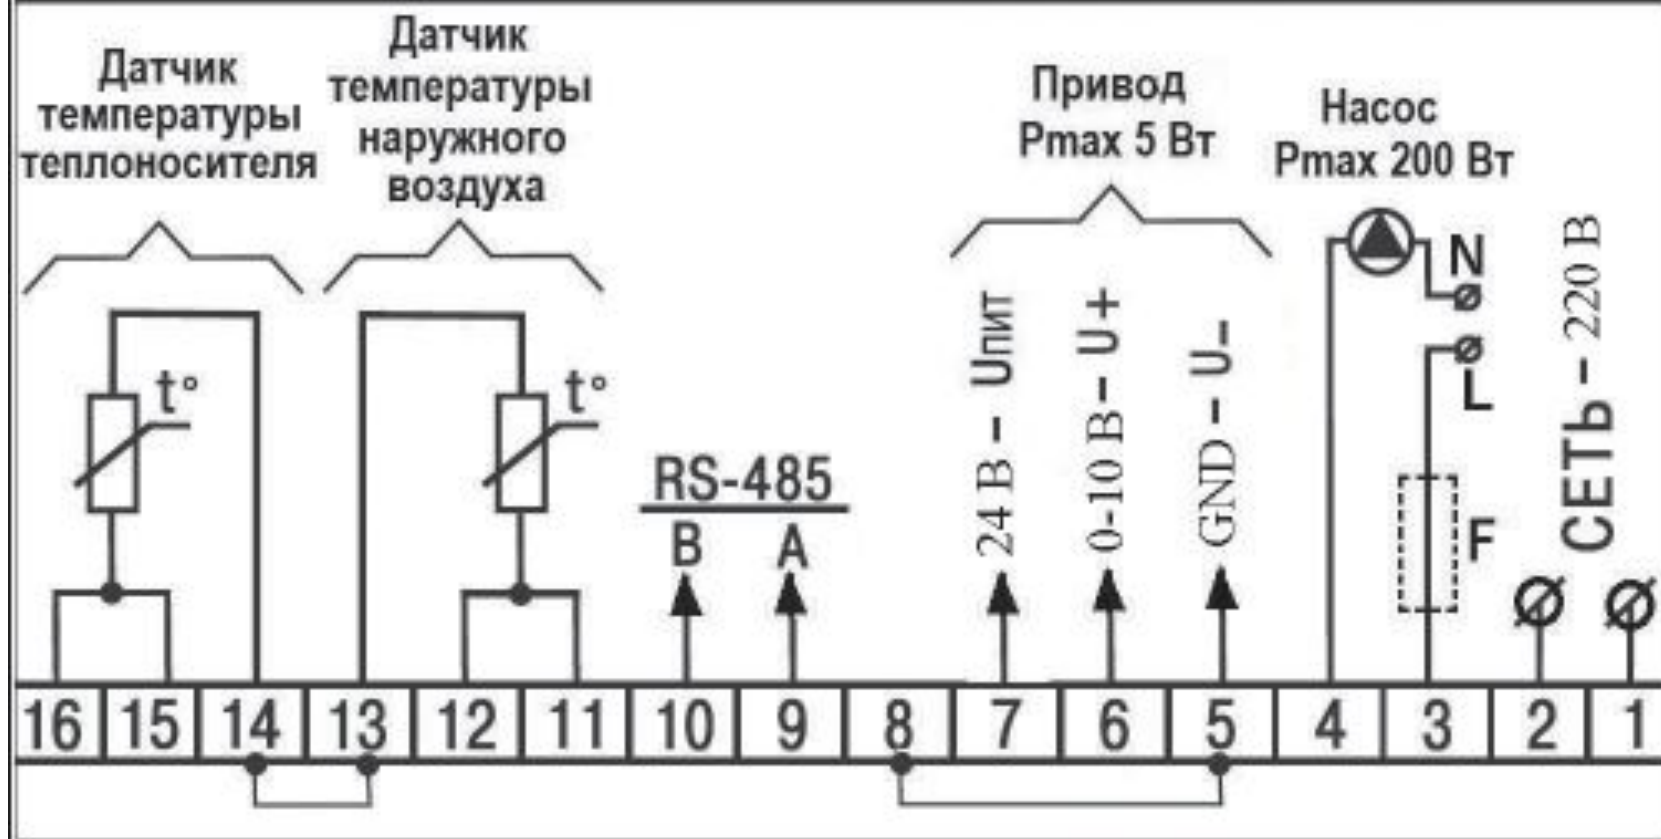 Датчик
температуры
теплоносителя
Датчик
температуры
наружного
воздуха
Привод
Pmax 5 Вт
Насос
Pmax 200 Вт
t°
t°
RS-485
B A
24 В – Uпит
0-10 В – U+
GND – U-
N
L
F
СЕТЬ – 220 В
16 15 14 13 12 11 10 9 8 7 6 5 4 3 2 1